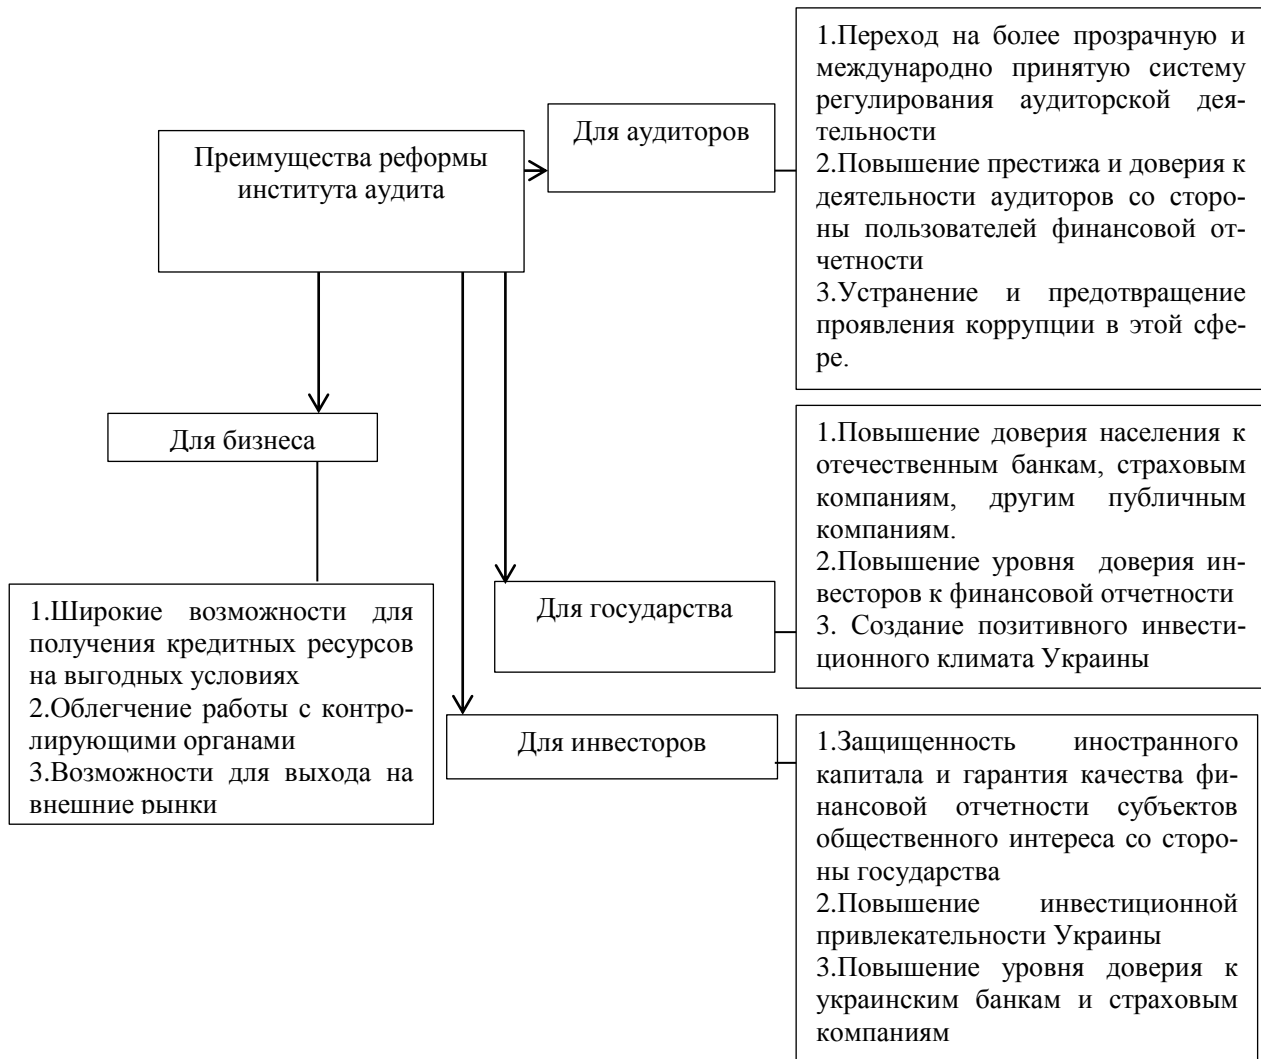 Преимущества реформы
института аудита
Для аудиторов
1.Переход на более прозрачную и
международно принятую систему
регулирования аудиторской дея-
тельности
2.Повышение престижа и доверия к
деятельности аудиторов со сторо-
ны пользователей финансовой от-
четности
3.Устранение и предотвращение
проявления коррупции в этой сфе-
ре.
Для бизнеса
1.Широкие возможности для
получения кредитных ресурсов
на выгодных условиях
2.Облегчение работы с контро-
лирующими органами
3.Возможности для выхода на
внешние рынки
Для государства
1.Повышение доверия населения к
отечественным банкам, страховым
компаниям, другим публичным
компаниям.
2.Повышение уровня доверия ин-
весторов к финансовой отчетности
3. Создание позитивного инвести-
ционного климата Украины
Для инвесторов
1.Защищенность иностранного
капитала и гарантия качества фи-
нансовой отчетности субъектов
общественного интереса со сторо-
ны государства
2.Повышение инвестиционной
привлекательности Украины
3.Повышение уровня доверия к
украинским банкам и страховым
компаниям